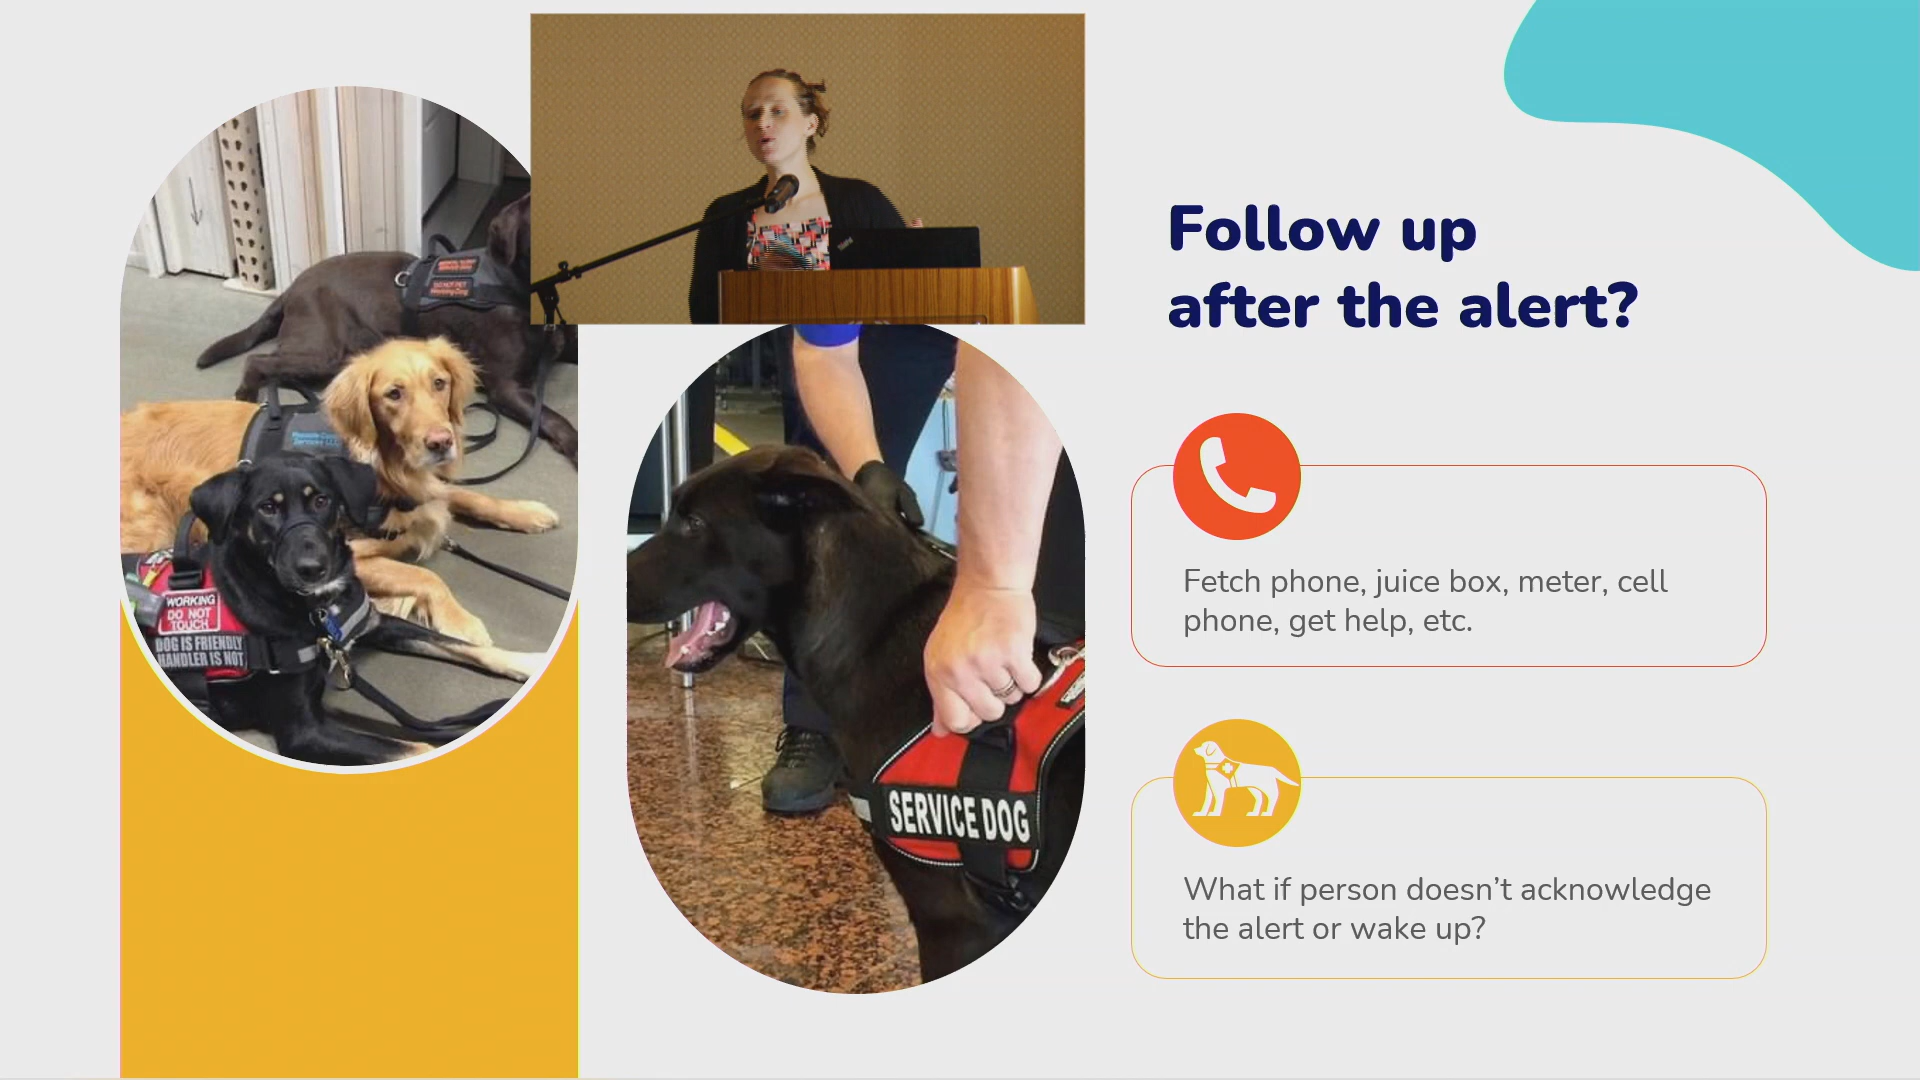 Follow up
after the alert?
Fetch phone, juice box, meter, cell
phone, get help, etc.
What if person doesn't acknowledge
the alert or wake up?
WORKING
DO NOT
TOUCH
DOG IS FRIENDLY
HANDLER IS NOT
SERVICE DOG